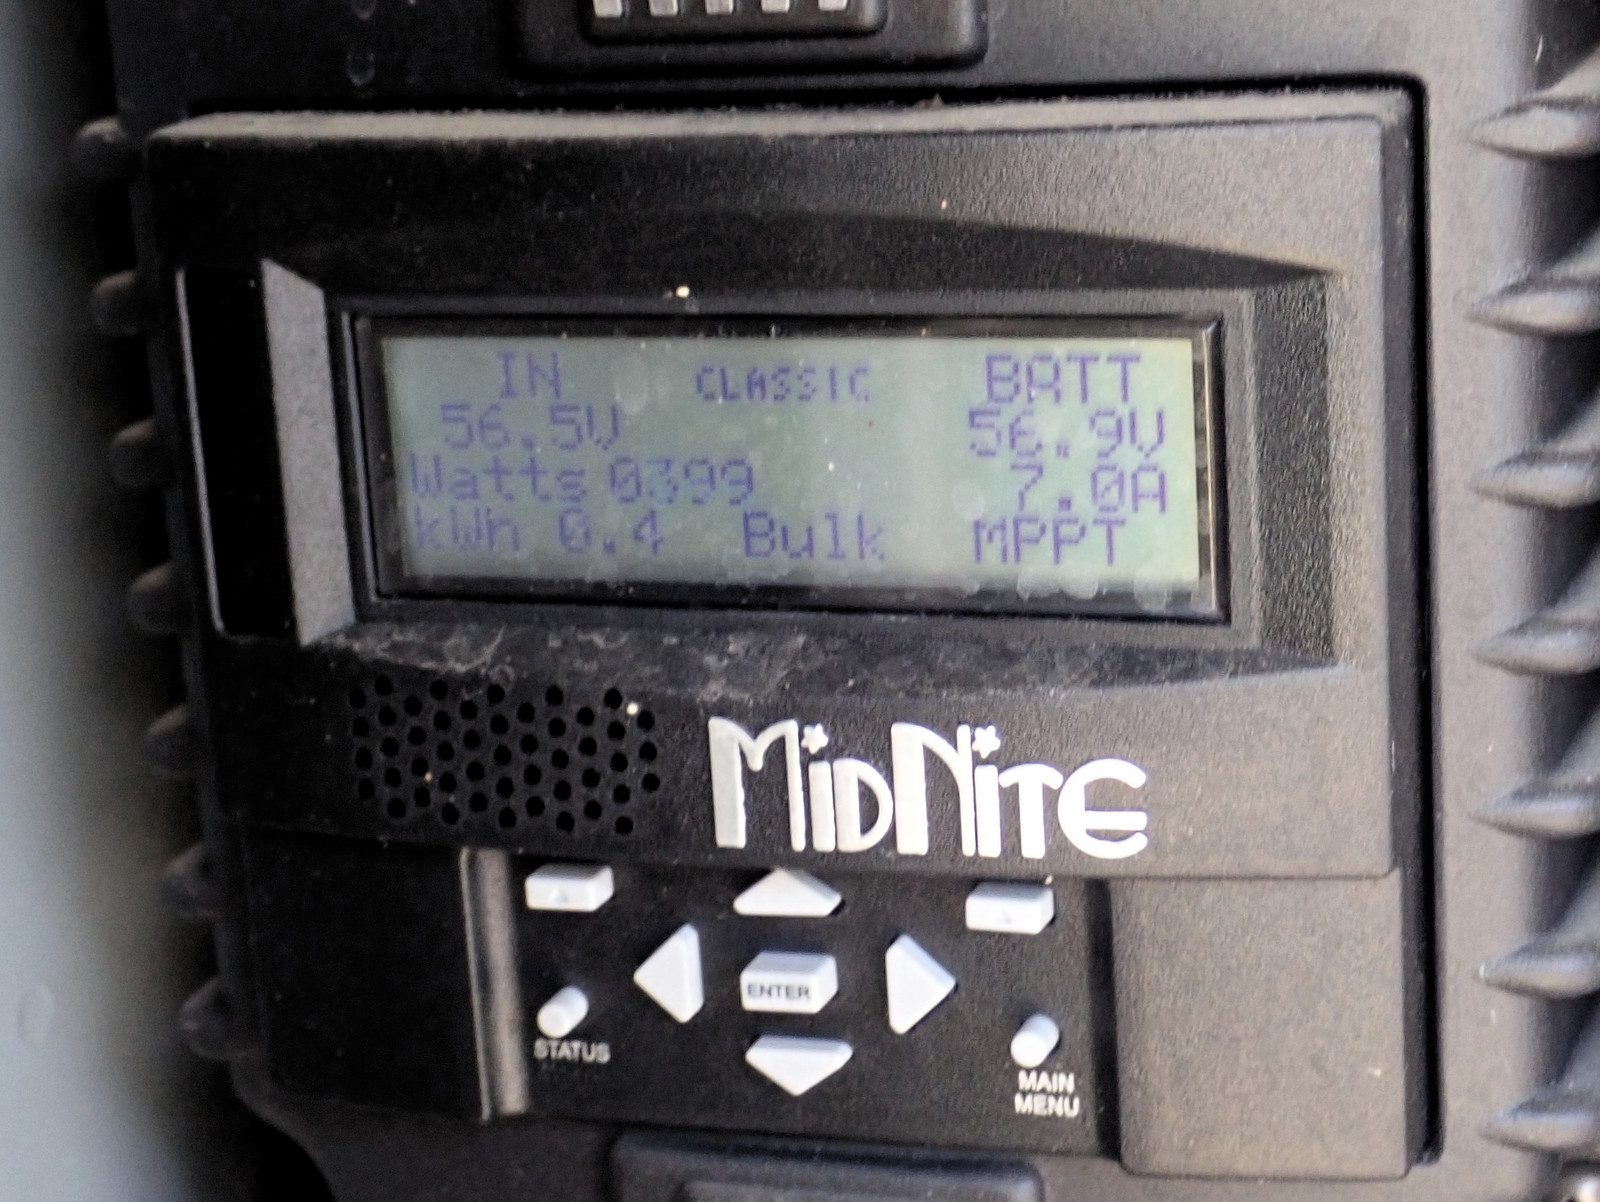 IN CLASSIC BATT
56.5V 56.9V
Watts 0399 7.0A
kWh 0.4 Bulk MPPT
MIDNITE
ENTER
STATUS
MAIN
MENU